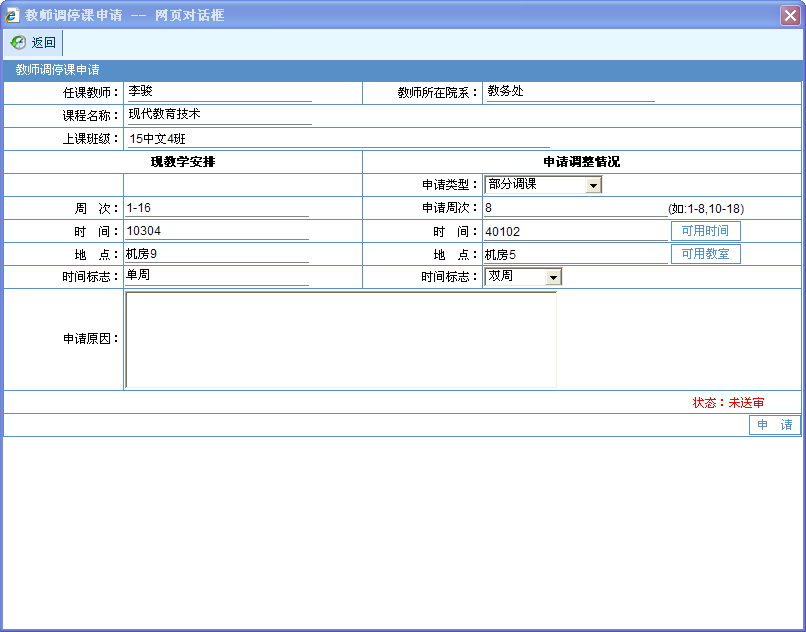 教师调停课申请 -- 网页对话框
返回
教师调停课申请
任课教师： 李骏 教师所在院系： 教务处
课程名称： 现代教育技术
上课班级： 15中文4班
现教学安排 申请调整情况
申请类型： 部分调课
周 次： 1-16 申请周次： 8 (如:1-8,10-18)
时 间： 10304 时 间： 40102 可用时间
地 点： 机房9 地 点： 机房5 可用教室
时间标志： 单周 时间标志： 双周
申请原因：
状态：未送审
申 请